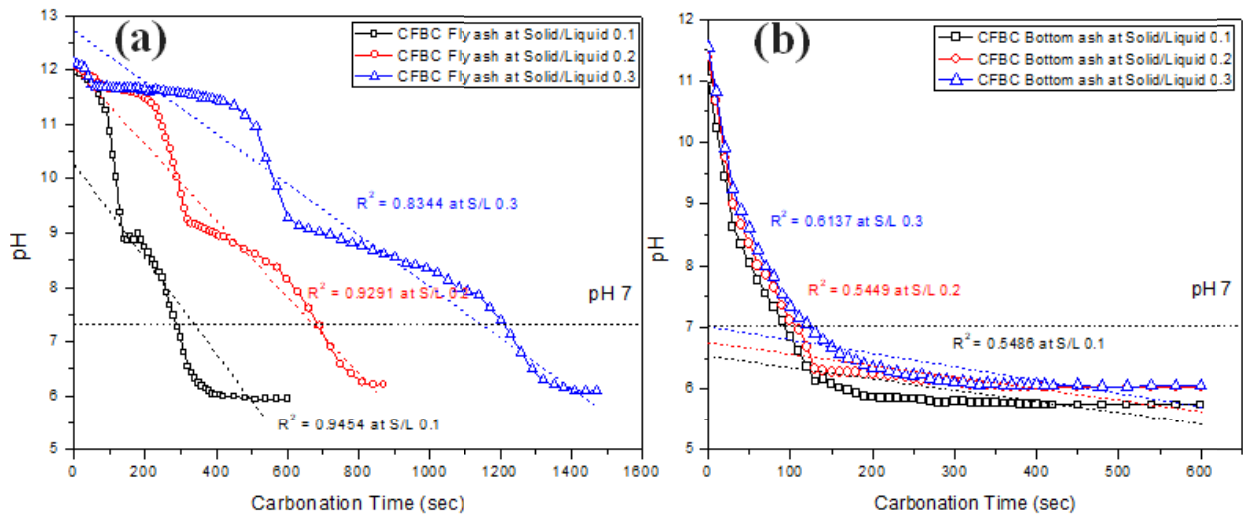 (a)
CFBC Fly ash at Solid/Liquid 0.1
CFBC Fly ash at Solid/Liquid 0.2
CFBC Fly ash at Solid/Liquid 0.3
R² = 0.8344 at S/L 0.3
R² = 0.9291 at S/L 0.2
R² = 0.9454 at S/L 0.1
pH 7
pH
13
12
11
10
9
8
7
6
5
0
200
400
600
800
1000
1200
1400
1600
Carbonation Time (sec)
(b)
CFBC Bottom ash at Solid/Liquid 0.1
CFBC Bottom ash at Solid/Liquid 0.2
CFBC Bottom ash at Solid/Liquid 0.3
R² = 0.6137 at S/L 0.3
R² = 0.5449 at S/L 0.2
R² = 0.5486 at S/L 0.1
pH 7
pH
12
11
10
9
8
7
6
5
0
100
200
300
400
500
600
Carbonation Time (sec)